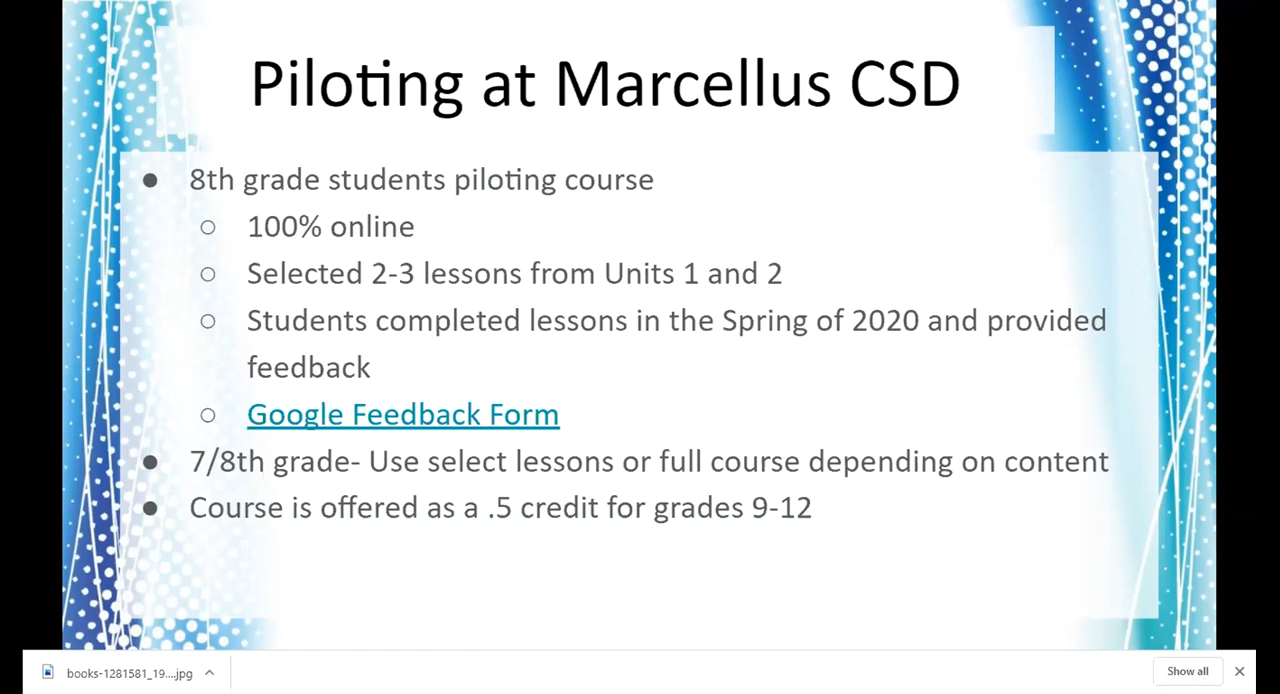 Piloting at Marcellus CSD
● 8th grade students piloting course
○ 100% online
○ Selected 2-3 lessons from Units 1 and 2
○ Students completed lessons in the Spring of 2020 and provided
feedback
○ Google Feedback Form
● 7/8th grade- Use select lessons or full course depending on content
● Course is offered as a .5 credit for grades 9-12
books-1281581_19....jpg
Show all